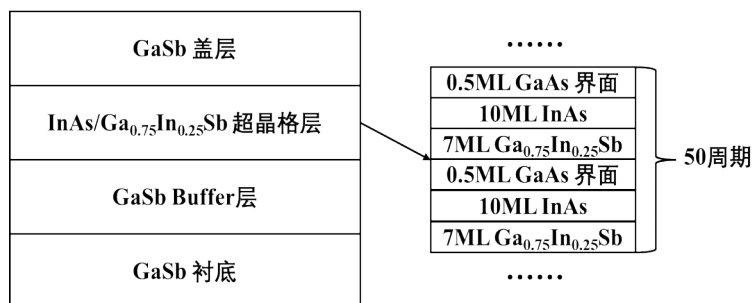 GaSb 盖层
InAs/Ga0.75In0.25Sb 超晶格层
GaSb Buffer层
GaSb 衬底
......
0.5ML GaAs 界面
10ML InAs
7ML Ga0.75In0.25Sb
0.5ML GaAs 界面
10ML InAs
7ML Ga0.75In0.25Sb
......
50周期